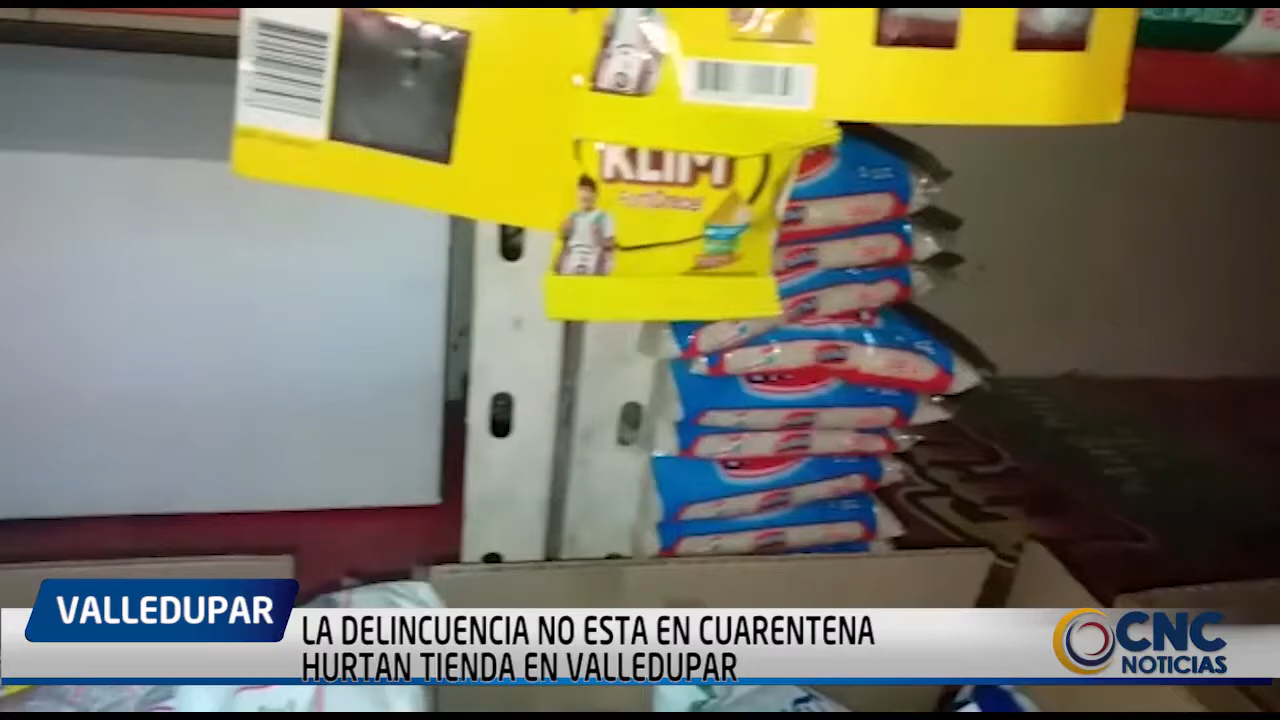 KLIM
VALLEDUPAR
LA DELINCUENCIA NO ESTA EN CUARENTENA
HURTAN TIENDA EN VALLEDUPAR
CNC
NOTICIAS